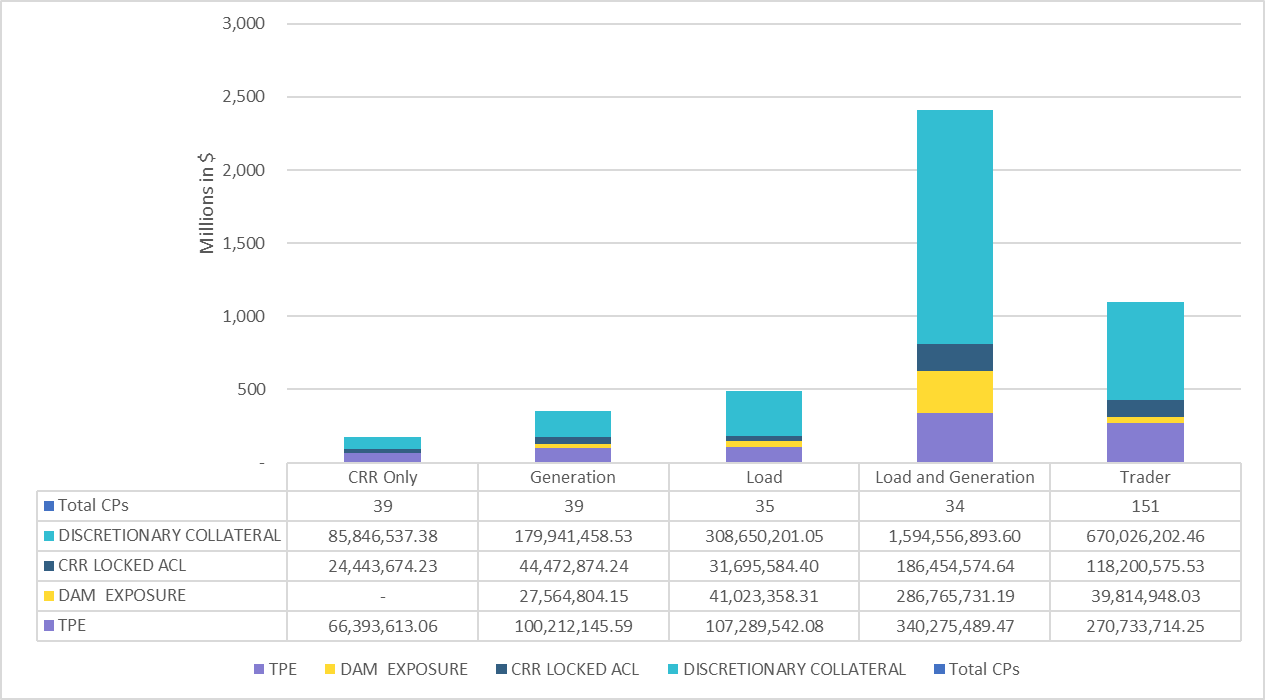 3,000
2,500
2,000
1,500
1,000
500
-
Millions in $
CRR Only Generation Load Load and Generation Trader
Total CPs 39 39 35 34 151
DISCRETIONARY COLLATERAL 85,846,537.38 179,941,458.53 308,650,201.05 1,594,556,893.60 670,026,202.46
CRR LOCKED ACL 24,443,674.23 44,472,874.24 31,695,584.40 186,454,574.64 118,200,575.53
DAM EXPOSURE - 27,564,804.15 41,023,358.31 286,765,731.19 39,814,948.03
TPE 66,393,613.06 100,212,145.59 107,289,542.08 340,275,489.47 270,733,714.25
TPE DAM EXPOSURE CRR LOCKED ACL DISCRETIONARY COLLATERAL Total CPs